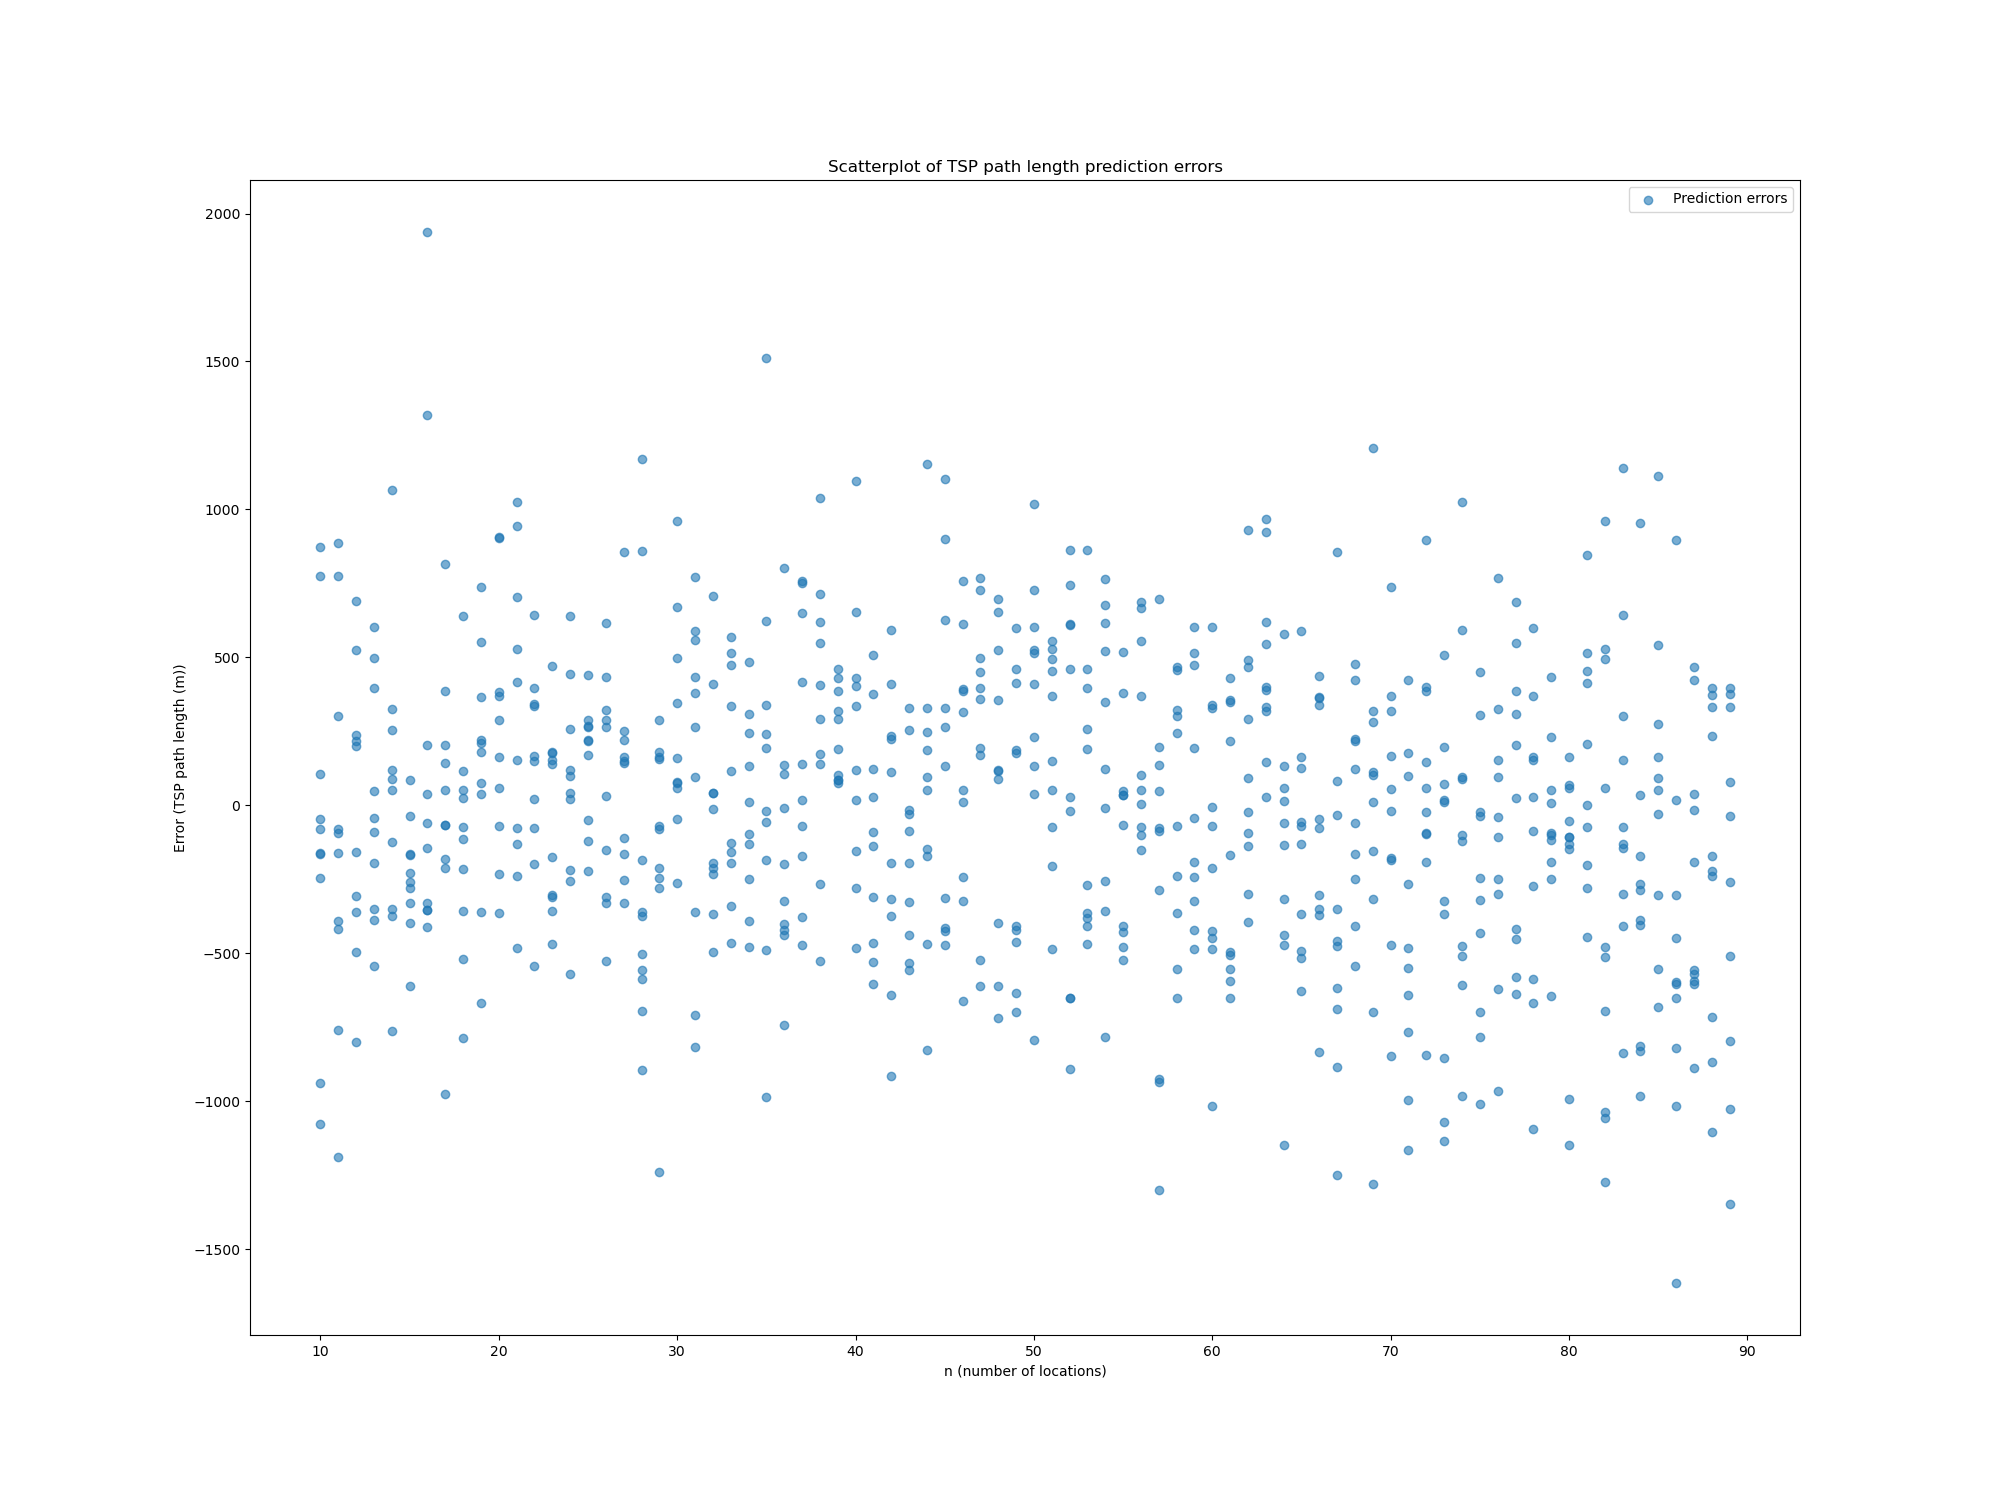 Scatterplot of TSP path length prediction errors
Prediction errors
2000
1500
1000
500
0
−500
−1000
−1500
Error (TSP path length (m))
10 20 30 40 50 60 70 80 90
n (number of locations)